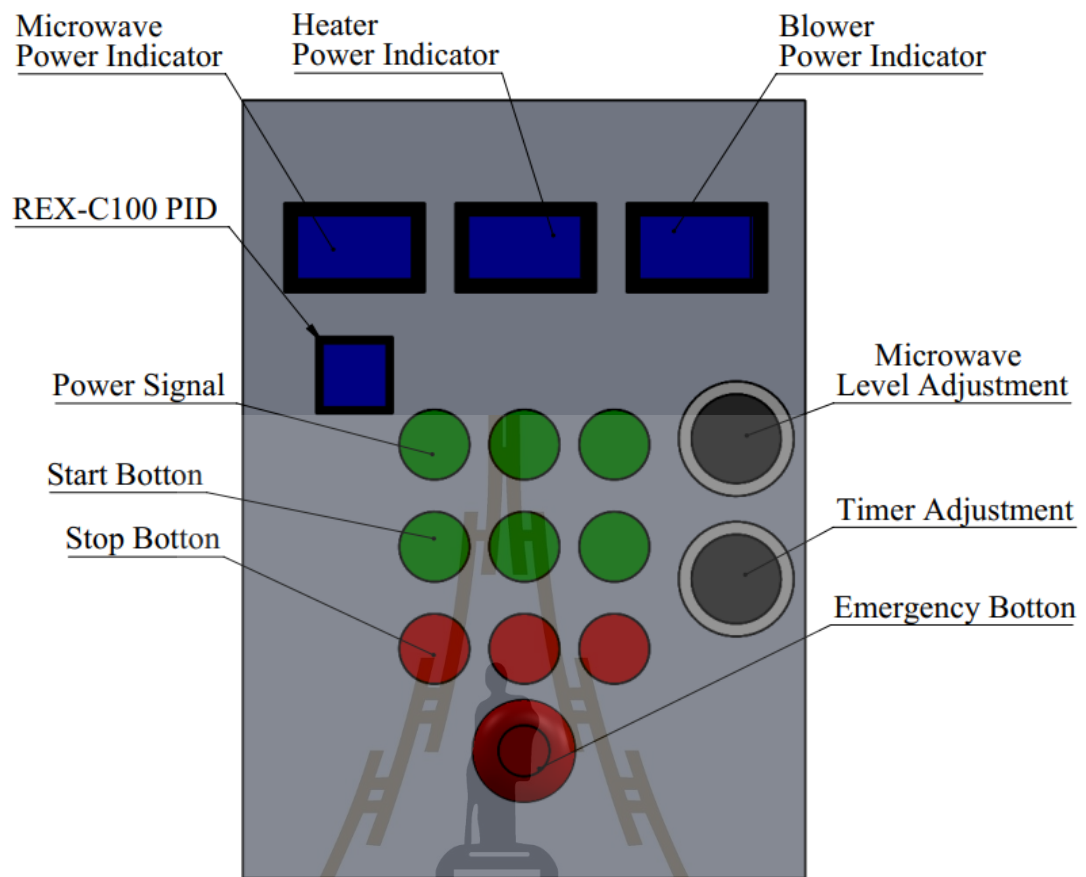 Microwave
Power Indicator
Heater
Power Indicator
Blower
Power Indicator
REX-C100 PID
Power Signal
Start Botton
Stop Botton
Microwave
Level Adjustment
Timer Adjustment
Emergency Botton